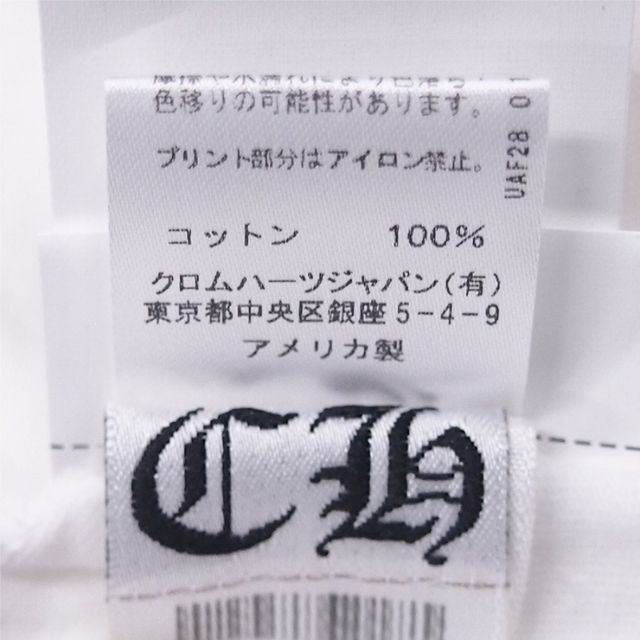 色移りの可能性があります。
プリント部分はアイロン禁止。
コットン 100%
クロムハーツジャパン(有)
東京都中央区銀座5-4-9
アメリカ製
UAF28
CH